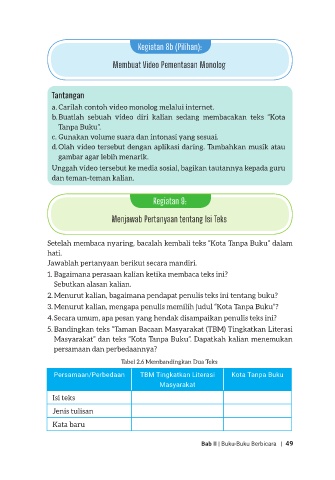 Kegiatan 8b (Pilihan):
Membuat Video Pementasan Monolog
Tantangan
a. Carilah contoh video monolog melalui internet.
b. Buatlah sebuah video diri kalian sedang membacakan teks “Kota
Tanpa Buku”.
c. Gunakan volume suara dan intonasi yang sesuai.
d. Olah video tersebut dengan aplikasi daring. Tambahkan musik atau
gambar agar lebih menarik.
Unggah video tersebut ke media sosial, bagikan tautannya kepada guru
dan teman-teman kalian.
Kegiatan 9:
Menjawab Pertanyaan tentang Isi Teks
Setelah membaca nyaring, bacalah kembali teks “Kota Tanpa Buku” dalam
hati.
Jawablah pertanyaan berikut secara mandiri.
1. Bagaimana perasaan kalian ketika membaca teks ini?
Sebutkan alasan kalian.
2. Menurut kalian, bagaimana pendapat penulis teks ini tentang buku?
3. Menurut kalian, mengapa penulis memilih judul “Kota Tanpa Buku”?
4. Secara umum, apa pesan yang hendak disampaikan penulis teks ini?
5. Bandingkan teks “Taman Bacaan Masyarakat (TBM) Tingkatkan Literasi
Masyarakat” dan teks “Kota Tanpa Buku”. Dapatkah kalian menemukan
persamaan dan perbedaannya?
Tabel 2.6 Membandingkan Dua Teks
Persamaan/Perbedaan TBM Tingkatkan Literasi Kota Tanpa Buku
Masyarakat
Isi teks
Jenis tulisan
Kata baru
Bab II | Buku-Buku Berbicara | 49